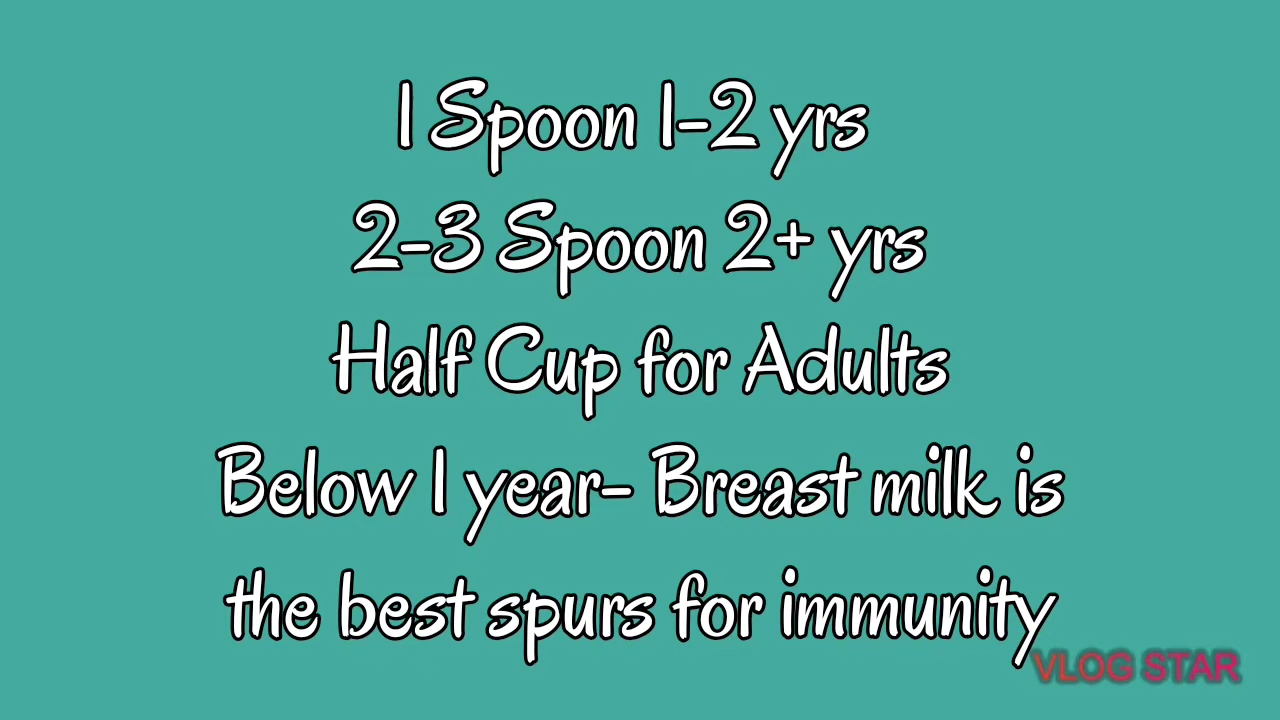 1 Spoon 1-2 yrs
2-3 Spoon 2+ yrs
Half Cup for Adults
Below 1 year- Breast milk is
the best spurs for immunity
VLOG STAR